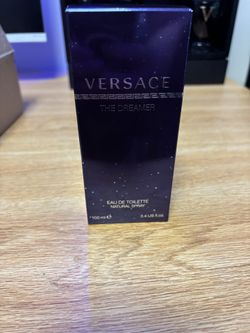 VERSACE
THE DREAMER
EAU DE TOILETTE
NATURAL SPRAY
100 ml ℮ 3.4 US fl.oz.